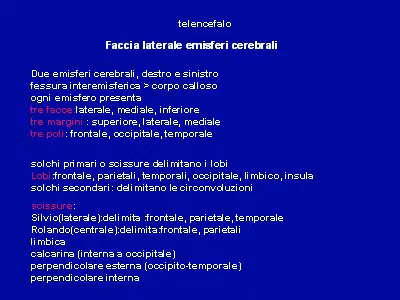 telencefalo
Faccia laterale emisferi cerebrali
Due emisferi cerebrali, destro e sinistro
fessura interemisferica > corpo calloso
ogni emisfero presenta
tre facce:laterale, mediale, inferiore
tre margini : superiore, laterale, mediale
tre poli: frontale, occipitale, temporale
solchi primari o scissure delimitano i lobi
Lobi:frontale, parietali, temporali, occipitale, limbico, insula
solchi secondari: delimitano le circonvoluzioni
scissure:
Silvio(laterale):delimita :frontale, parietale,temporale
Rolando(centrale):delimita:frontale, parietali
limbica
calcarina (interna a occipitale)
perpendicolare esterna (occipito-temporale)
perpendicolare interna